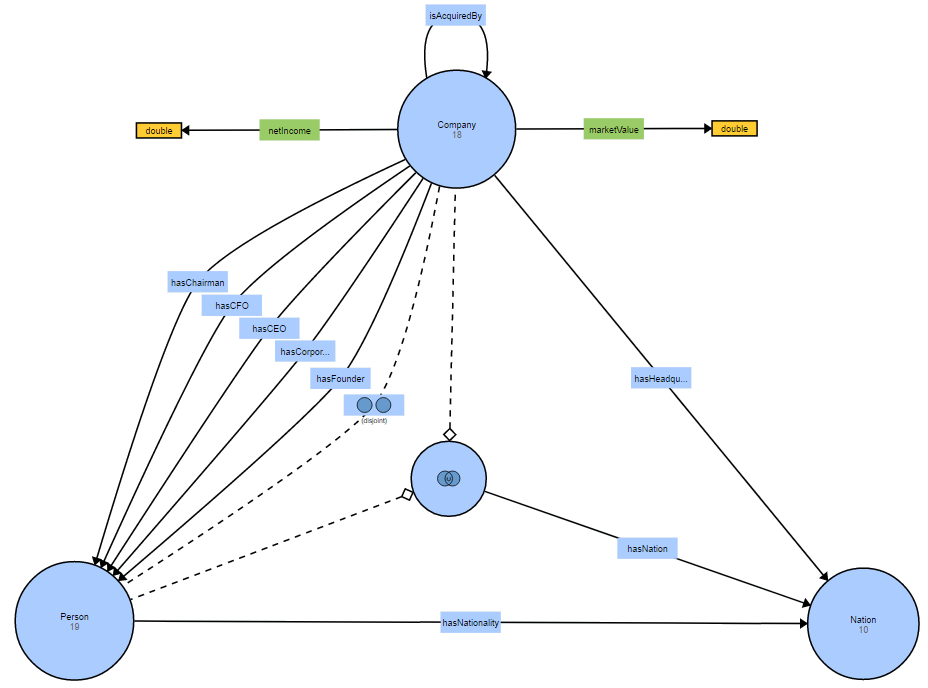 isAcquiredBy
Company
18
double
netIncome
marketValue
double
hasChairman
hasCFO
hasCEO
hasCorpor...
hasFounder
hasHeadqu...
(disjoint)
hasNation
Person
19
hasNationality
Nation
10